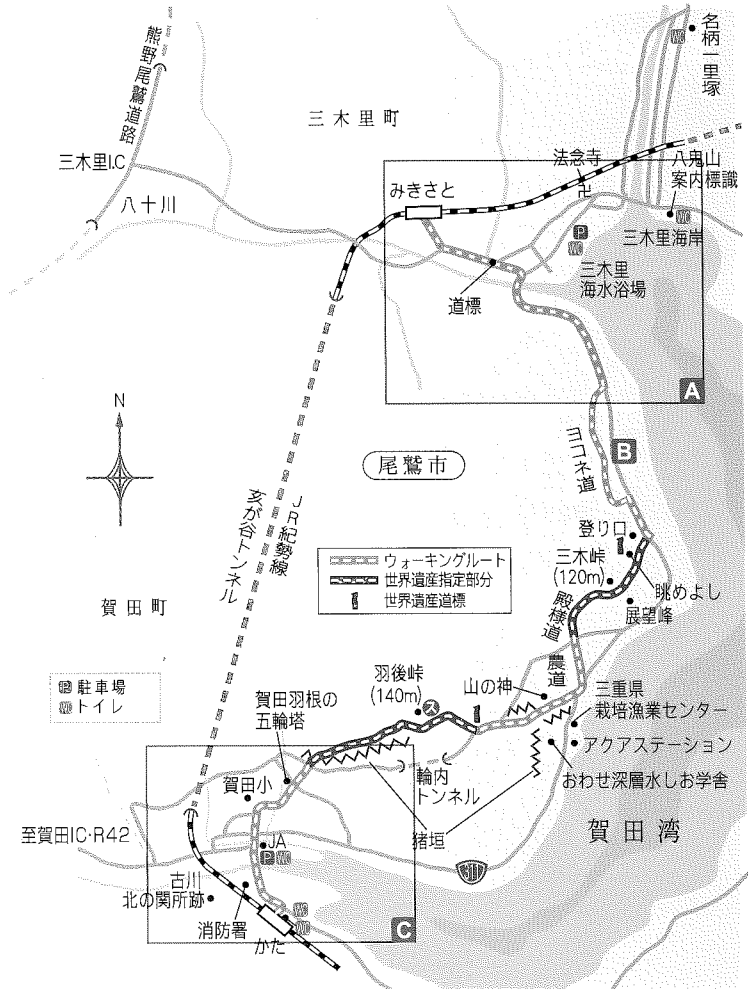 熊野尾鷲道路
三木里I.C
八十川
三木里町
名柄一里塚
WC
法念寺
卍
八鬼山
案内標識
みきさと
WC
三木里海岸
P
WC
三木里
海水浴場
道標
A
N
尾鷲市
ヨコネ道
B
JR紀勢線
亥が谷トンネル
登り口
三木峠
(120m)
眺めよし
展望峰
殿様道
ウォーキングルート
世界遺産指定部分
世界遺産道標
賀田町
P 駐車場
WC トイレ
農道
山の神
羽後峠
(140m)
ス
賀田羽根の
五輪塔
三重県
栽培漁業センター
アクアステーション
おわせ深層水しお学舎
輪内
トンネル
猪垣
賀田小
至賀田IC・R42
JA
P WC
賀田湾
311
古川
北の関所跡
消防署
WC
WC
かた
C